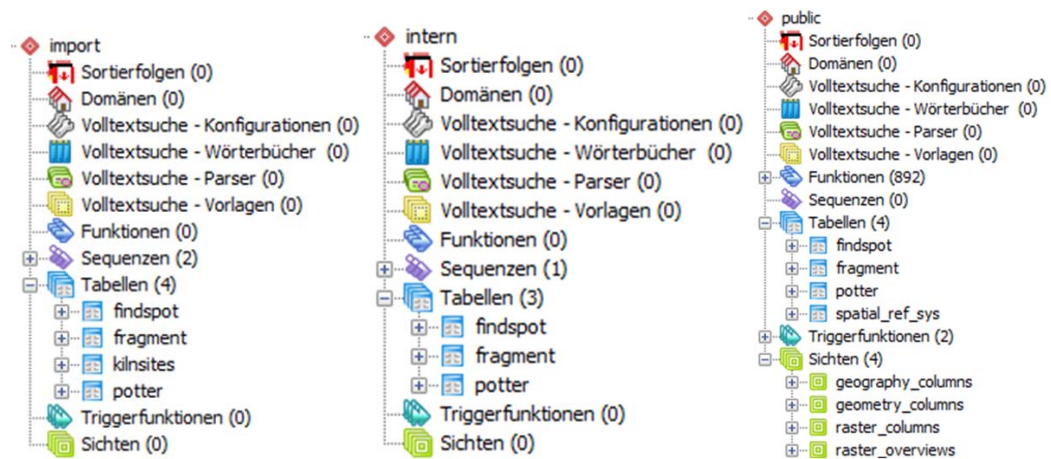 import
Sortierfolgen (0)
Domänen (0)
Volltextsuche - Konfigurationen (0)
Volltextsuche - Wörterbücher (0)
Volltextsuche - Parser (0)
Volltextsuche - Vorlagen (0)
Funktionen (0)
Sequenzen (2)
Tabellen (4)
findspot
fragment
kilnsites
potter
Triggerfunktionen (0)
Sichten (0)
intern
Sortierfolgen (0)
Domänen (0)
Volltextsuche - Konfigurationen (0)
Volltextsuche - Wörterbücher (0)
Volltextsuche - Parser (0)
Volltextsuche - Vorlagen (0)
Funktionen (0)
Sequenzen (1)
Tabellen (3)
findspot
fragment
potter
Triggerfunktionen (0)
Sichten (0)
public
Sortierfolgen (0)
Domänen (0)
Volltextsuche - Konfigurationen (0)
Volltextsuche - Wörterbücher (0)
Volltextsuche - Parser (0)
Volltextsuche - Vorlagen (0)
Funktionen (892)
Sequenzen (0)
Tabellen (4)
findspot
fragment
potter
spatial_ref_sys
Triggerfunktionen (2)
Sichten (4)
geography_columns
geometry_columns
raster_columns
raster_overviews